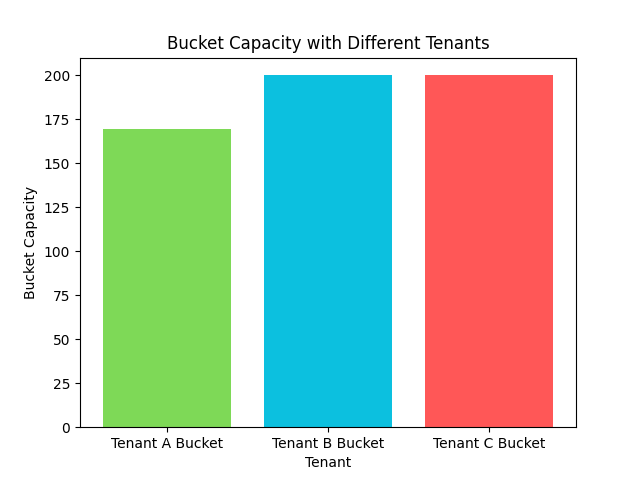 Bucket Capacity with Different Tenants
200
175
150
125
100
75
50
25
0
Bucket Capacity
Tenant A Bucket
Tenant B Bucket
Tenant C Bucket
Tenant